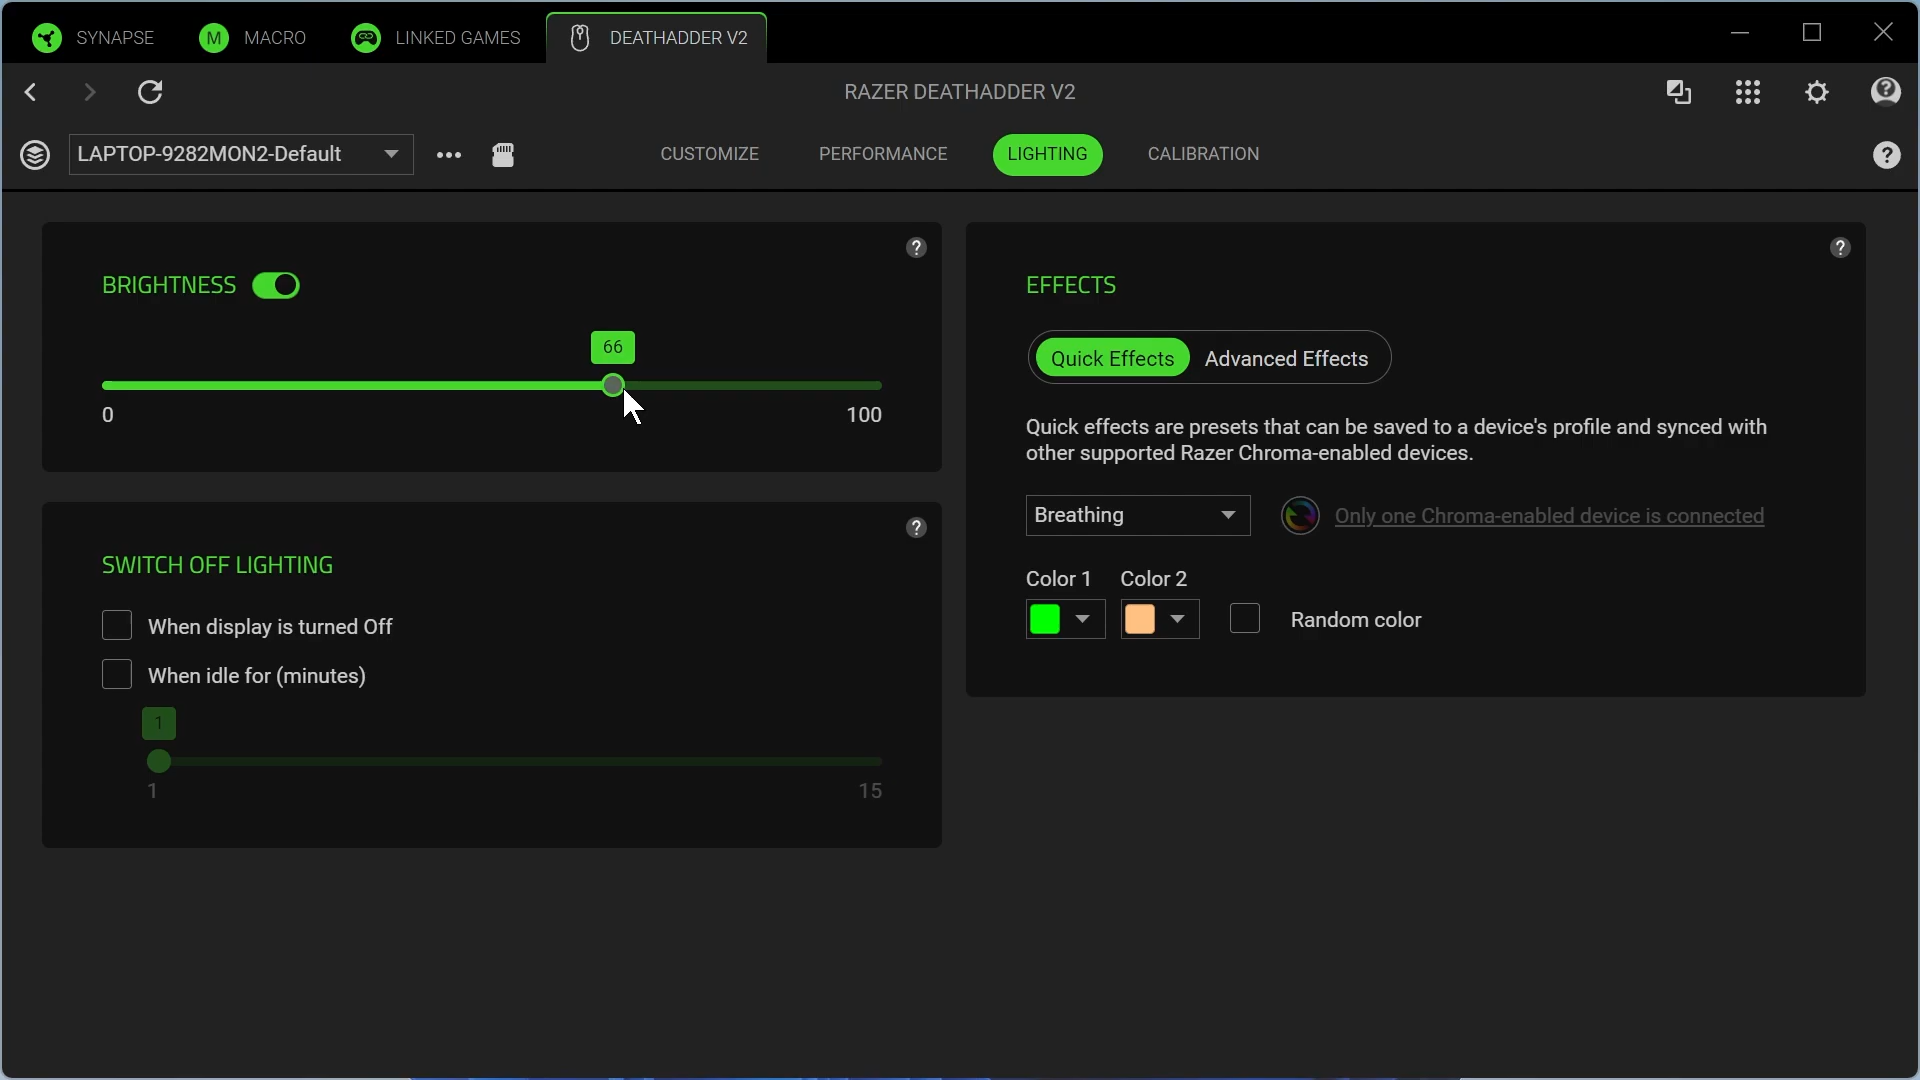 SYNAPSE
M MACRO
LINKED GAMES
DEATHADDER V2
RAZER DEATHADDER V2
LAPTOP-9282MON2-Default
CUSTOMIZE
PERFORMANCE
LIGHTING
CALIBRATION
?
?
BRIGHTNESS
66
0
100
?
SWITCH OFF LIGHTING
When display is turned Off
When idle for (minutes)
1
1
15
?
EFFECTS
Quick Effects
Advanced Effects
Quick effects are presets that can be saved to a device's profile and synced with
other supported Razer Chroma-enabled devices.
Breathing
Only one Chroma-enabled device is connected
Color 1
Color 2
Random color